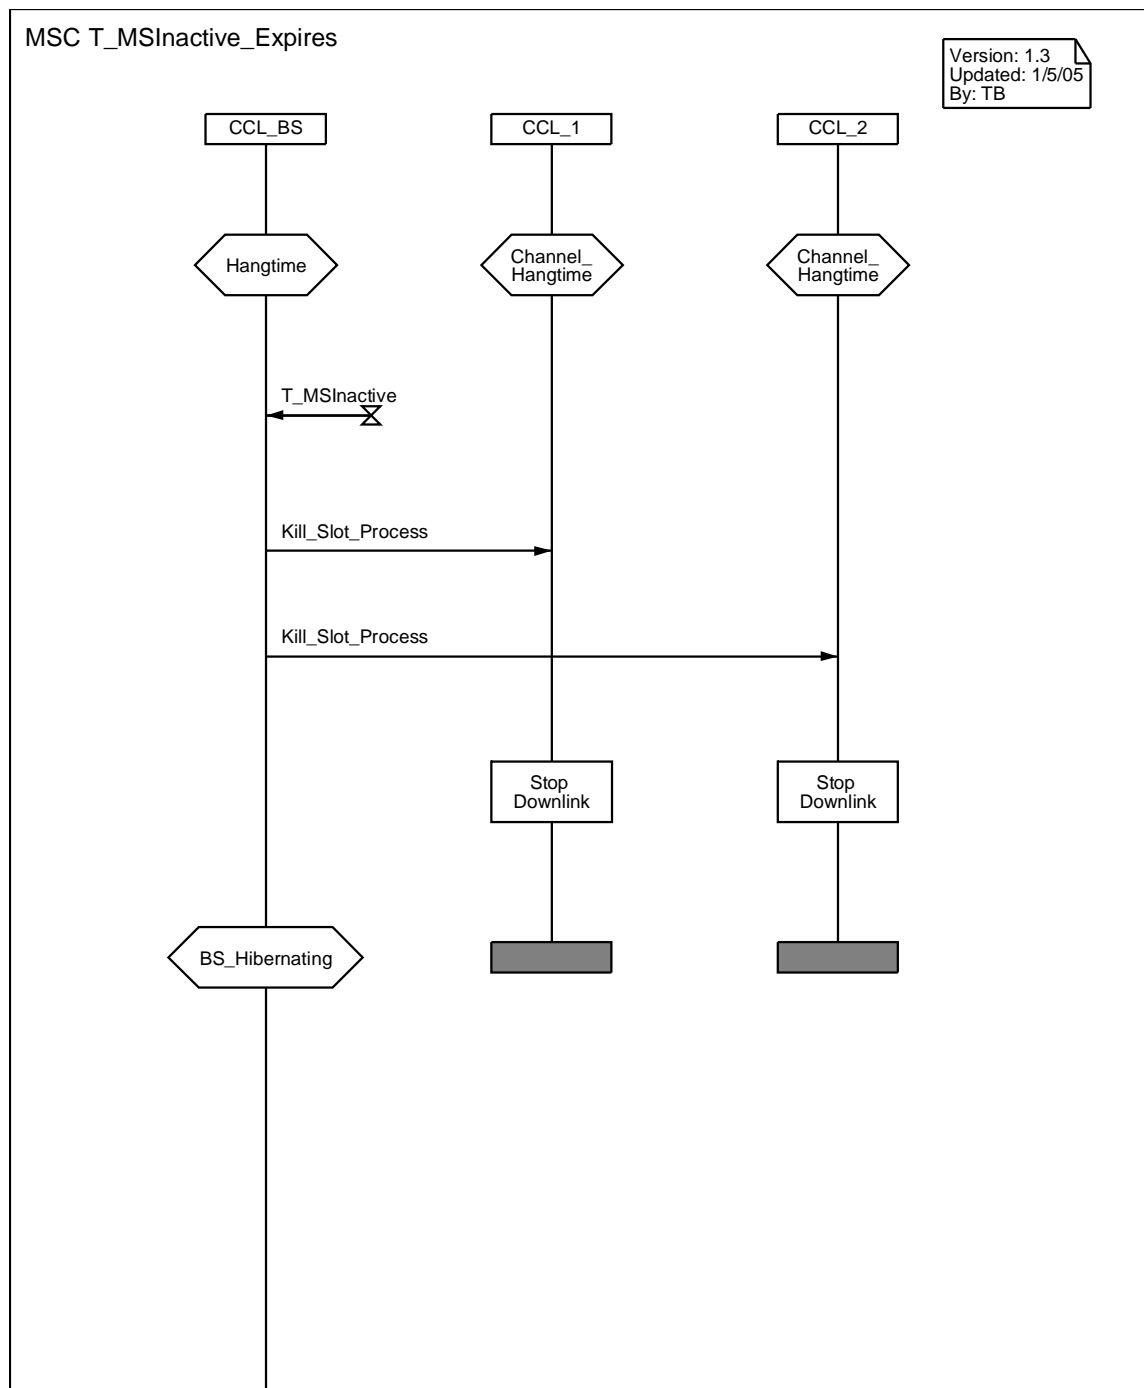 MSC T_MSInactive_Expires
Version: 1.3
Updated: 1/5/05
By: TB
CCL_BS
CCL_1
CCL_2
Hangtime
Channel_
Hangtime
Channel_
Hangtime
T_MSInactive
Kill_Slot_Process
Kill_Slot_Process
Stop
Downlink
Stop
Downlink
BS_Hibernating